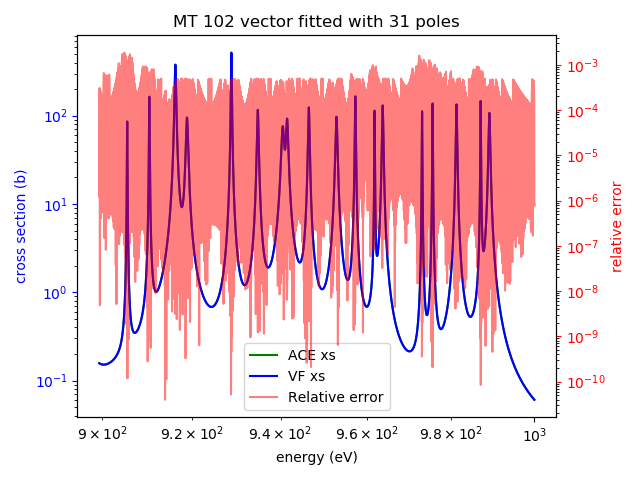 MT 102 vector fitted with 31 poles
10²
10¹
10⁰
10⁻¹
cross section (b)
10⁻³
10⁻⁴
10⁻⁵
10⁻⁶
10⁻⁷
10⁻⁸
10⁻⁹
10⁻¹⁰
relative error
ACE xs
VF xs
Relative error
9 × 10² 9.2 × 10² 9.4 × 10² 9.6 × 10² 9.8 × 10² 10³
energy (eV)